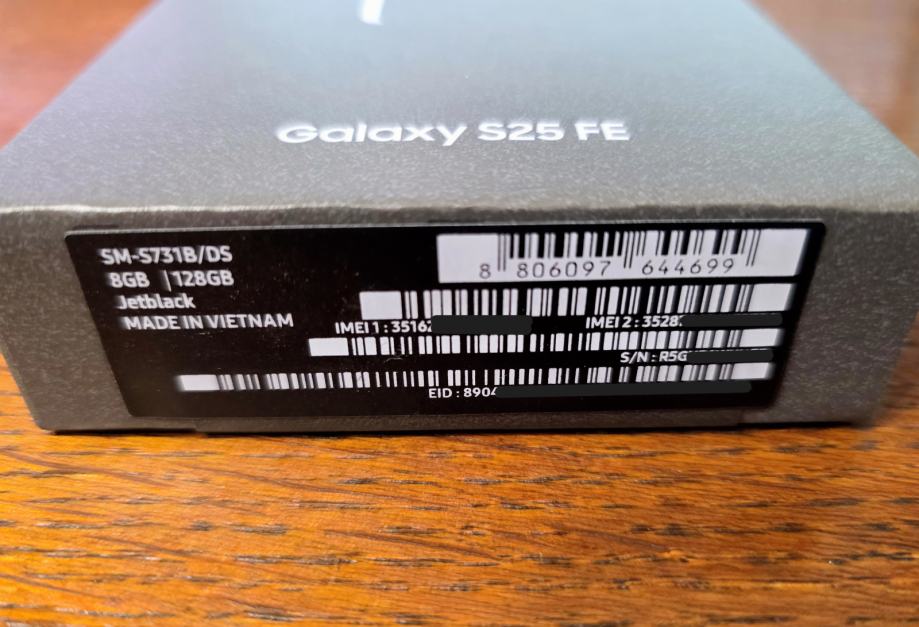 Galaxy S25 FE
SM-S731B/DS
8GB | 128GB
Jetblack
MADE IN VIETNAM
8 806097 644699
IMEI 1 : 35162
IMEI 2 : 3528
S/N : R5G
EID : 8904